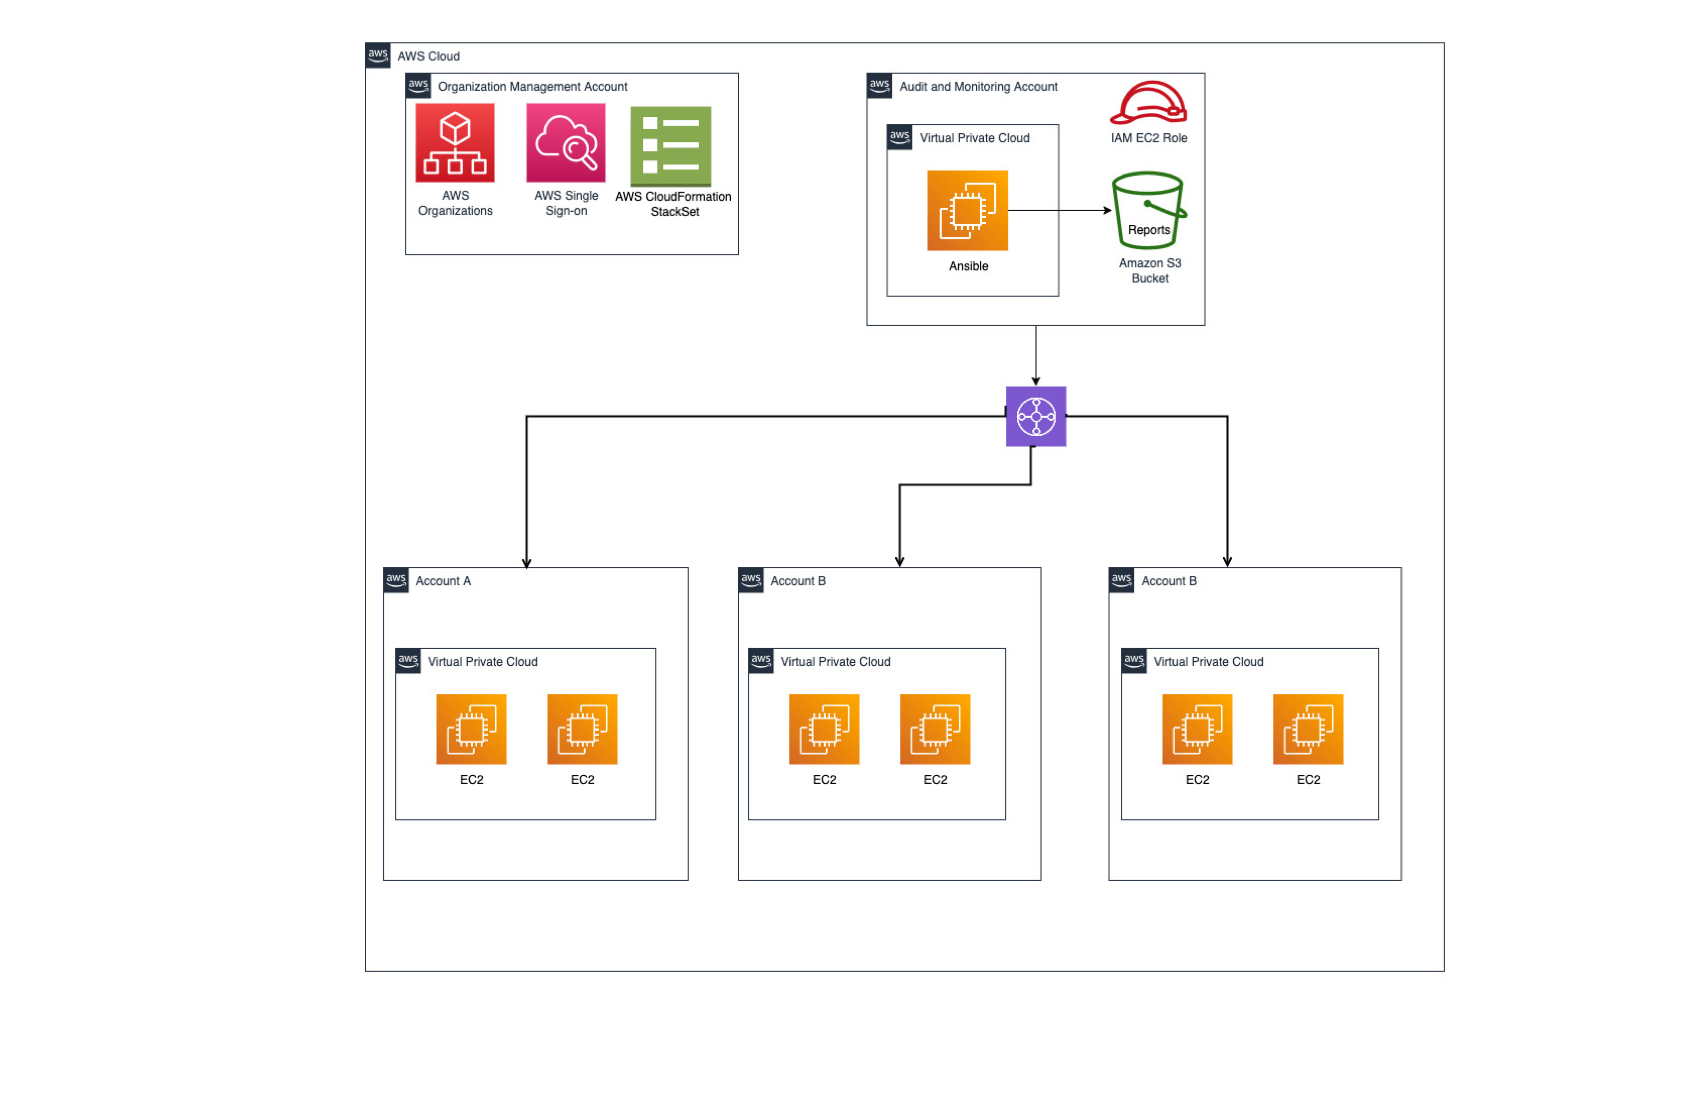 aws
AWS Cloud
aws
Organization Management Account
AWS
Organizations
AWS Single
Sign-on
AWS CloudFormation
StackSet
aws
Audit and Monitoring Account
IAM EC2 Role
aws
Virtual Private Cloud
Ansible
Reports
Amazon S3
Bucket
aws
Account A
aws
Virtual Private Cloud
EC2
EC2
aws
Account B
aws
Virtual Private Cloud
EC2
EC2
aws
Account B
aws
Virtual Private Cloud
EC2
EC2